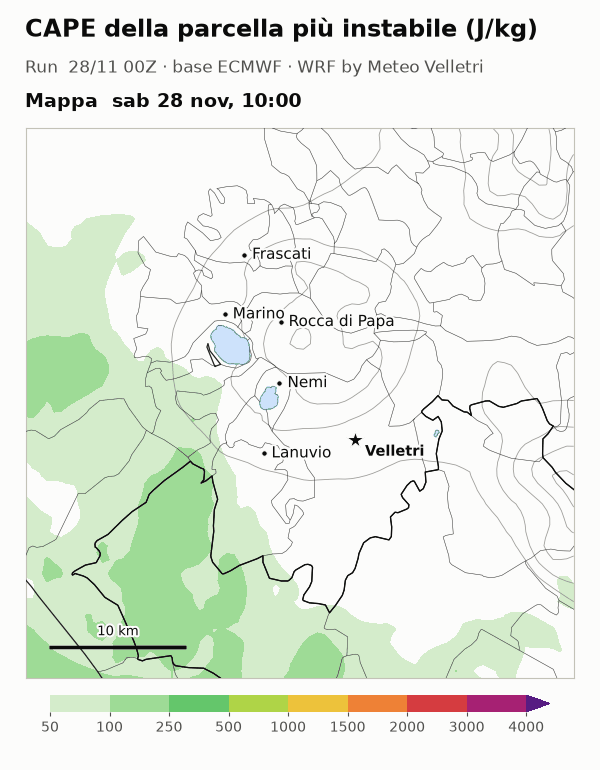 CAPE della parcella più instabile (J/kg)
Run  28/11 00Z · base ECMWF · WRF by Meteo Velletri
Mappa  sab 28 nov, 10:00
Frascati
Marino
Rocca di Papa
Nemi
Velletri
Lanuvio
10 km
50 100 250 500 1000 1500 2000 3000 4000